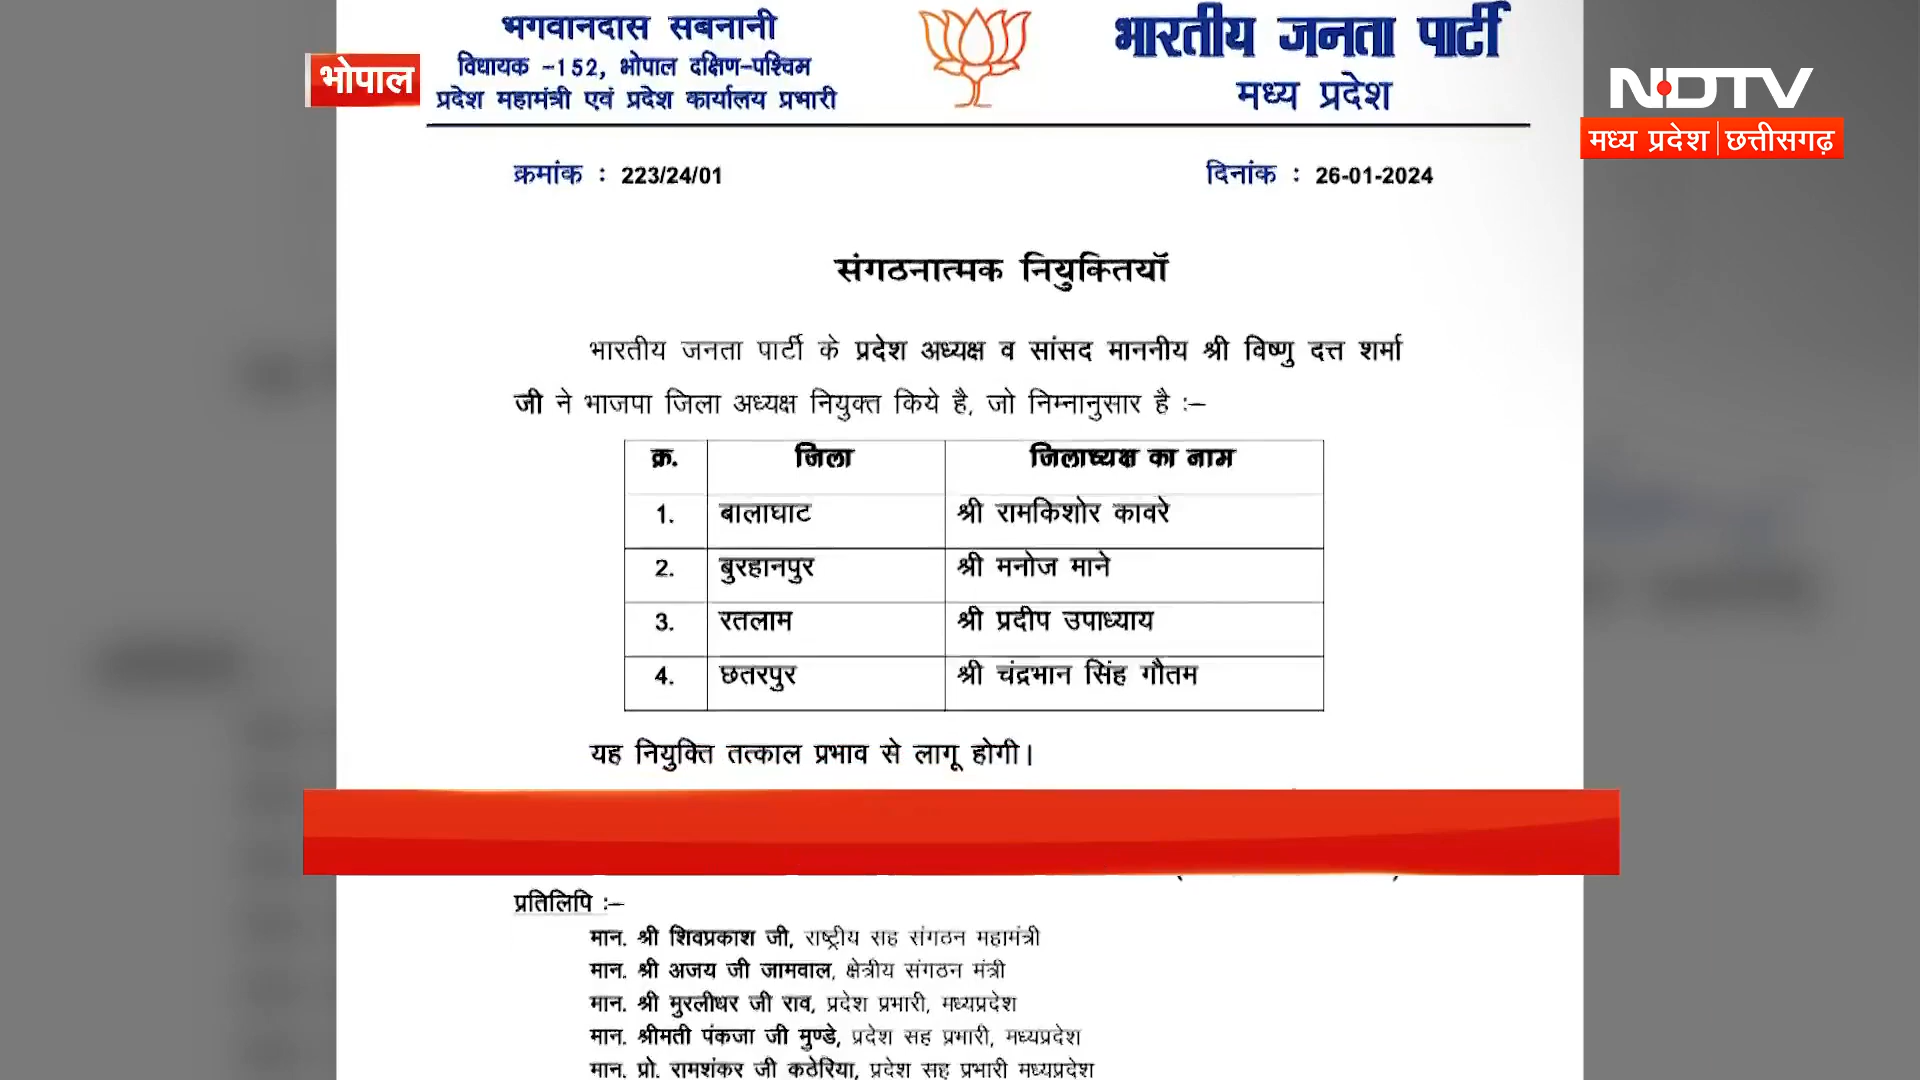 भगवानदास सबनानी
विधायक -152, भोपाल दक्षिण-पश्चिम
प्रदेश महामंत्री एवं प्रदेश कार्यालय प्रभारी
भारतीय जनता पार्टी
मध्य प्रदेश
भोपाल
NDTV
मध्य प्रदेश | छत्तीसगढ़
क्रमांक : 223/24/01
दिनांक : 26-01-2024
संगठनात्मक नियुक्तियॉ
भारतीय जनता पार्टी के प्रदेश अध्यक्ष व सांसद माननीय श्री विष्णु दत्त शर्मा
जी ने भाजपा जिला अध्यक्ष नियुक्त किये है, जो निम्नानुसार है :–
क्र. जिला जिलाध्यक्ष का नाम
1. बालाघाट श्री रामकिशोर कावरे
2. बुरहानपुर श्री मनोज माने
3. रतलाम श्री प्रदीप उपाध्याय
4. छतरपुर श्री चंद्रभान सिंह गौतम
यह नियुक्ति तत्काल प्रभाव से लागू होगी।
प्रतिलिपि :–
मान. श्री शिवप्रकाश जी, राष्ट्रीय सह संगठन महामंत्री
मान. श्री अजय जी जामवाल, क्षेत्रीय संगठन मंत्री
मान. श्री मुरलीधर जी राव, प्रदेश प्रभारी, मध्यप्रदेश
मान. श्रीमती पंकजा जी मुण्डे, प्रदेश सह प्रभारी, मध्यप्रदेश
मान. प्रो. रामशंकर जी कठेरिया, प्रदेश सह प्रभारी मध्यप्रदेश